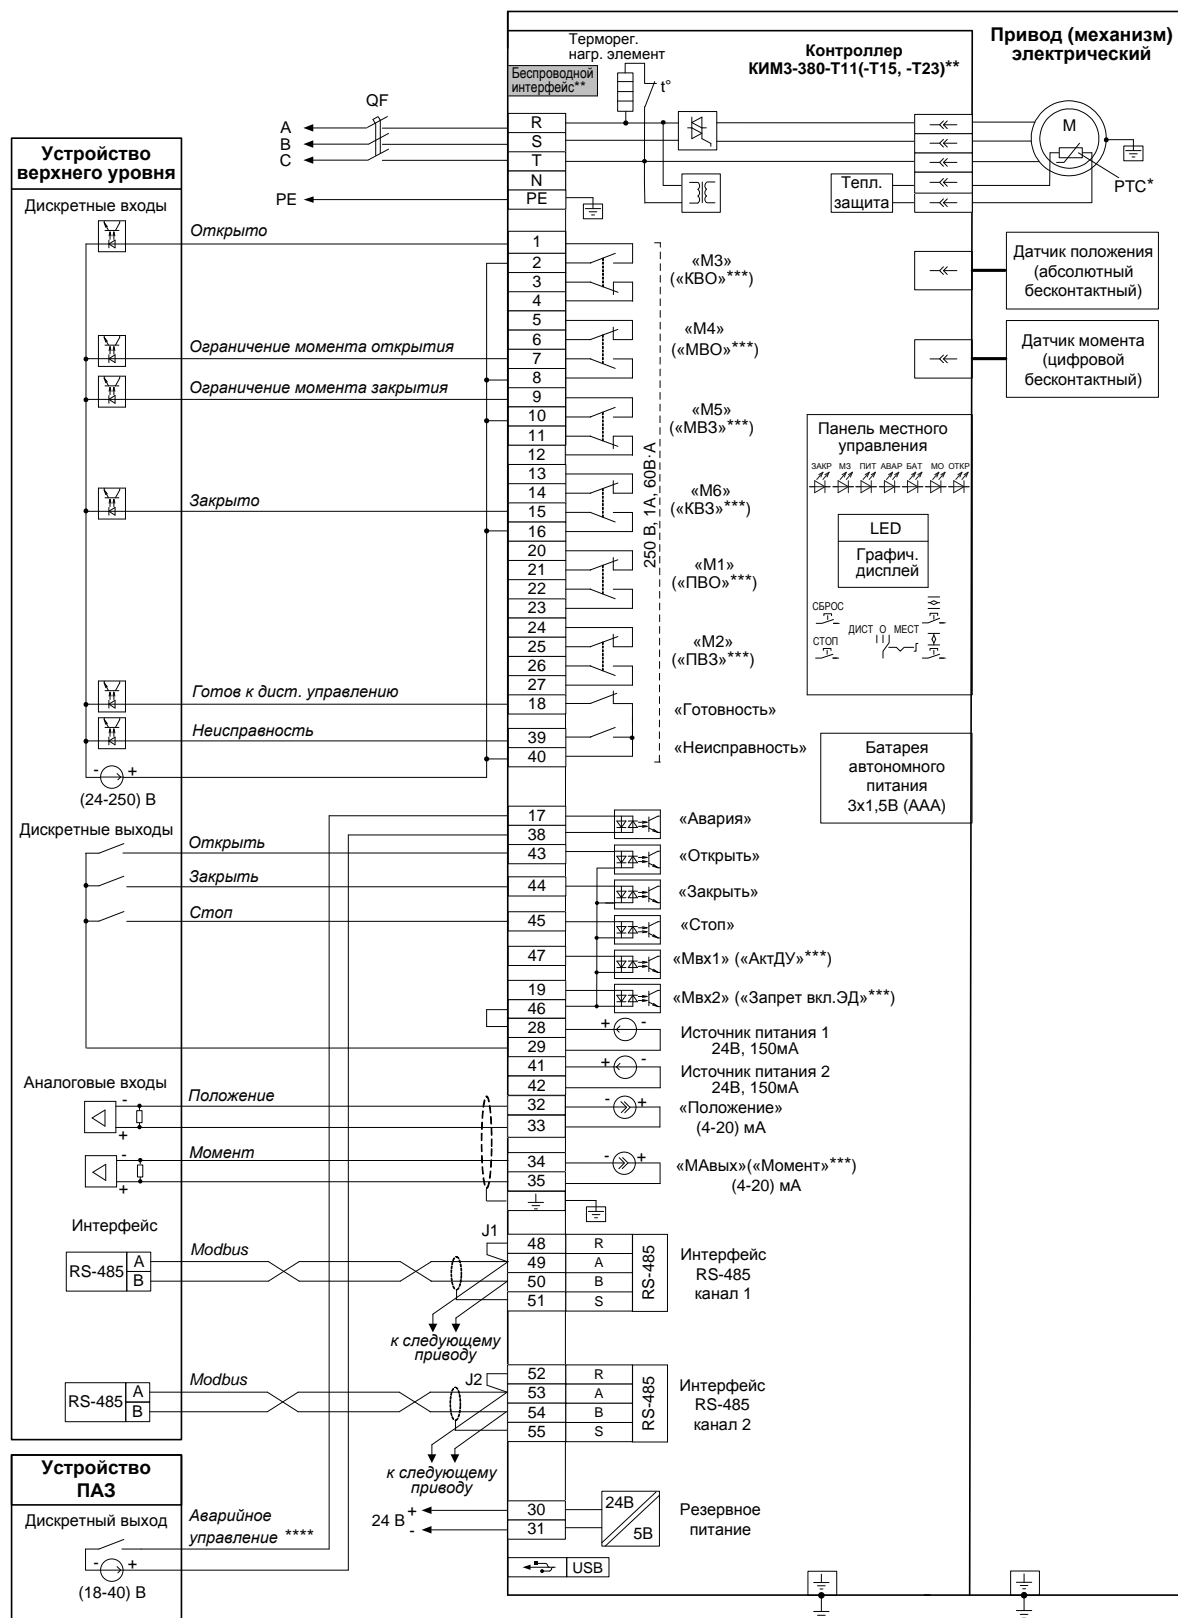 Привод (механизм)
электрический
Контроллер
КИМ3-380-Т11(-Т15, -Т23)**
Терморег.
нагр. элемент
t°
Беспроводной
интерфейс**
QF
A
B
C
PE
R
S
T
N
PE
M
PTC*
Тепл.
защита
Датчик положения
(абсолютный
бесконтактный)
Датчик момента
(цифровой
бесконтактный)
Устройство
верхнего уровня
Дискретные входы
Открыто
Ограничение момента открытия
Ограничение момента закрытия
Закрыто
Готов к дист. управлению
Неисправность
- +
(24-250) В
1
2
3
4
5
6
7
8
9
10
11
12
13
14
15
16
20
21
22
23
24
25
26
27
18
39
40
«М3»
(«КВО»***)
«М4»
(«МВО»***)
«М5»
(«МВЗ»***)
«М6»
(«КВЗ»***)
«М1»
(«ПВО»***)
«М2»
(«ПВЗ»***)
«Готовность»
«Неисправность»
250 В, 1А, 60В·А
Панель местного
управления
ЗАКР МЗ ПИТ АВАР БАТ МО ОТКР
LED
Графич.
дисплей
СБРОС
СТОП
ДИСТ О МЕСТ
Батарея
автономного
питания
3х1,5В (ААА)
Дискретные выходы
Открыть
Закрыть
Стоп
17
38
43
44
45
47
19
46
28
29
41
42
32
33
34
35
«Авария»
«Открыть»
«Закрыть»
«Стоп»
«Мвх1» («АктДУ»***)
«Мвх2» («Запрет вкл.ЭД»***)
+ -
Источник питания 1
24В, 150мА
+ -
Источник питания 2
24В, 150мА
- +
«Положение»
(4-20) мА
- +
«МАвых»(«Момент»***)
(4-20) мА
Аналоговые входы
Положение
-
+
Момент
-
+
Интерфейс
RS-485
A
B
Modbus
J1
48 R
49 A
50 B
51 S
RS-485
Интерфейс
RS-485
канал 1
к следующему
приводу
RS-485
A
B
Modbus
J2
52 R
53 A
54 B
55 S
RS-485
Интерфейс
RS-485
канал 2
к следующему
приводу
Устройство
ПАЗ
Дискретный выход
Аварийное
управление ****
- +
(18-40) В
24 В
+
-
30
31
24В
5В
Резервное
питание
USB